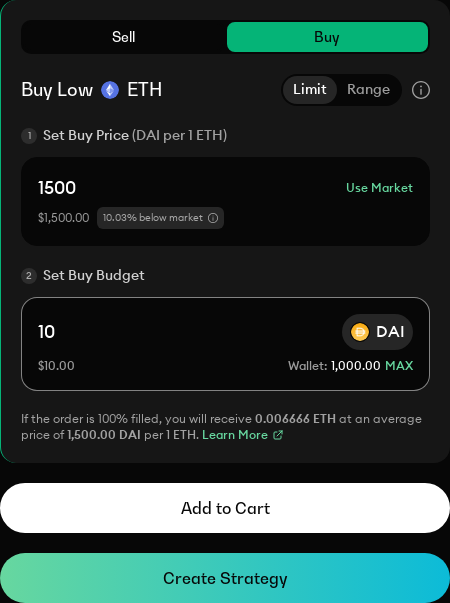 Sell
Buy
Buy Low ETH
Limit
Range
1 Set Buy Price (DAI per 1 ETH)
1500
Use Market
$1,500.00
10.03% below market
2 Set Buy Budget
10
DAI
$10.00
Wallet: 1,000.00 MAX
If the order is 100% filled, you will receive 0.006666 ETH at an average
price of 1,500.00 DAI per 1 ETH. Learn More
Add to Cart
Create Strategy